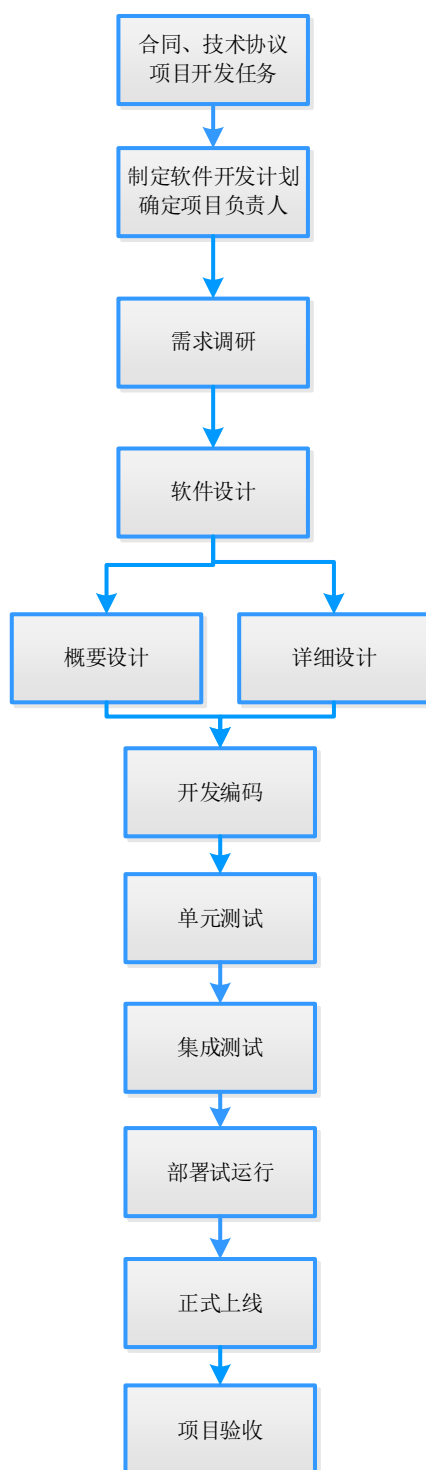 合同、技术协议
项目开发任务
制定软件开发计划
确定项目负责人
需求调研
软件设计
概要设计
详细设计
开发编码
单元测试
集成测试
部署试运行
正式上线
项目验收